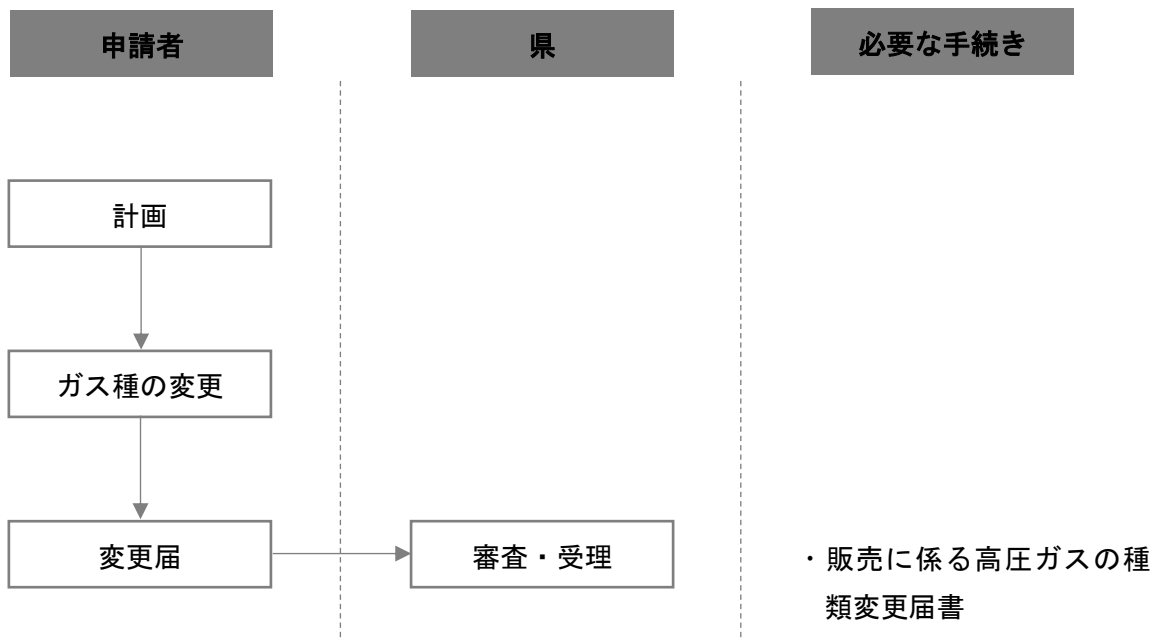 申請者
県
必要な手続き
計画
ガス種の変更
変更届
審査・受理
・販売に係る高圧ガスの種
類変更届書